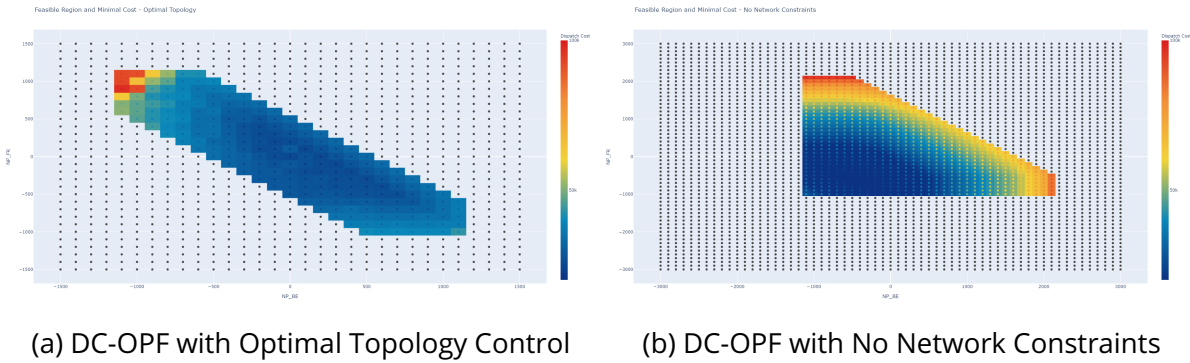 Feasible Region and Minimal Cost – Optimal Topology
Dispatch Cost
100k
50k
1500
1000
500
0
−500
−1000
−1500
NP_FR
−1500
−1000
−500
0
500
1000
1500
NP_BE
(a) DC-OPF with Optimal Topology Control
Feasible Region and Minimal Cost – No Network Constraints
Dispatch Cost
100k
50k
3000
2000
1000
0
−1000
−2000
−3000
NP_FR
−3000
−2000
−1000
0
1000
2000
3000
NP_BE
(b) DC-OPF with No Network Constraints